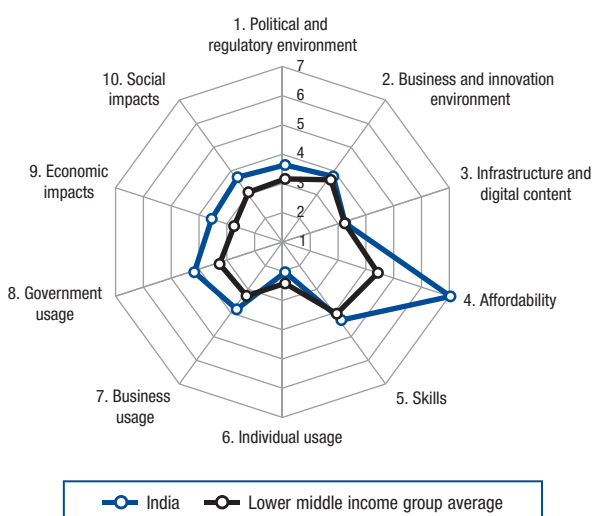 1. Political and
regulatory environment
7
6
5
4
3
2
1
2. Business and innovation
environment
3. Infrastructure and
digital content
4. Affordability
5. Skills
6. Individual usage
7. Business
usage
8. Government
usage
9. Economic
impacts
10. Social
impacts
India
Lower middle income group average